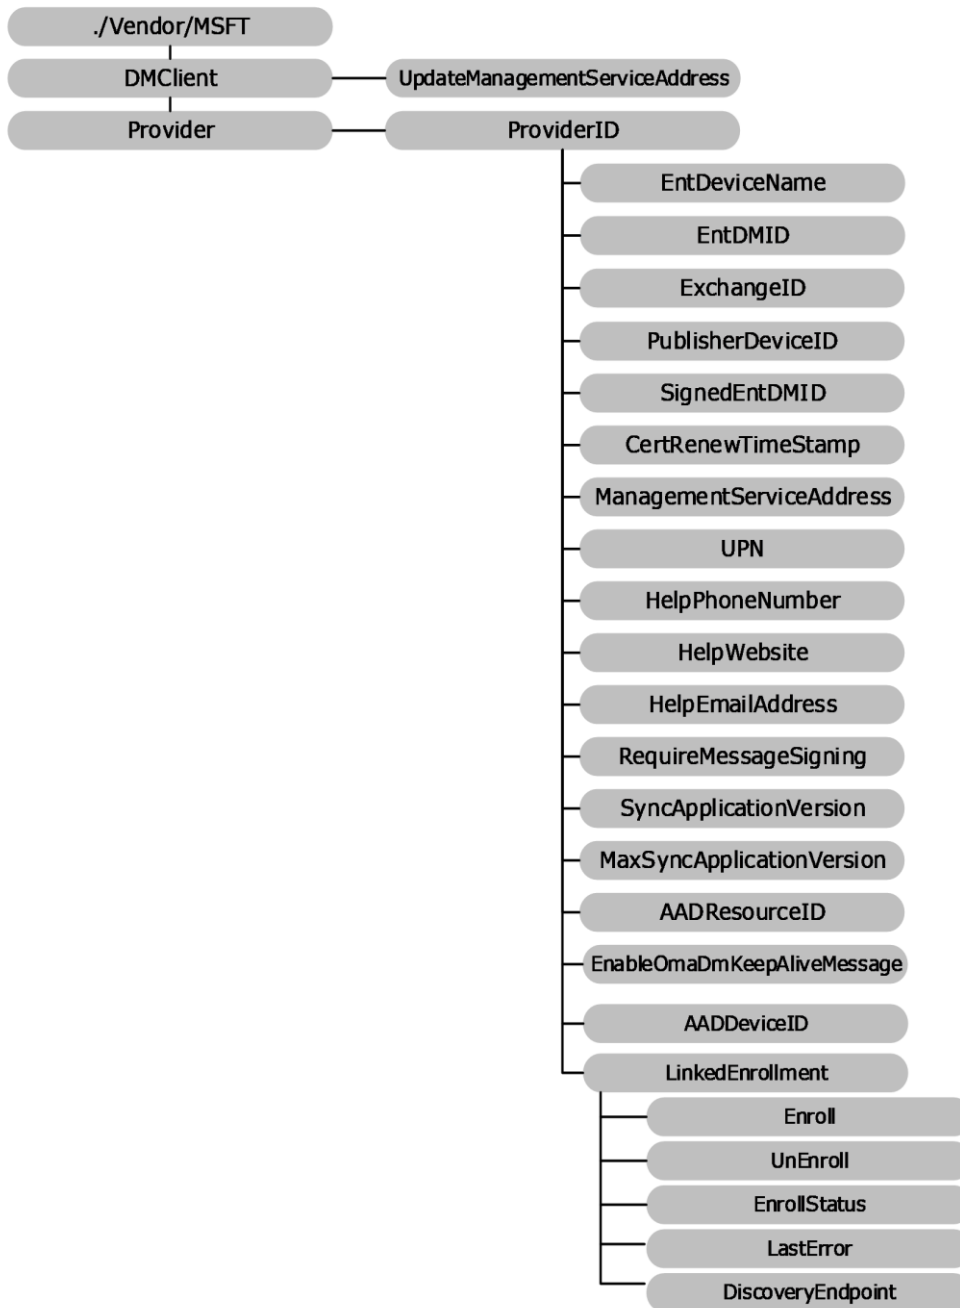 ./Vendor/MSFT
DMClient
UpdateManagementServiceAddress
Provider
ProviderID
EntDeviceName
EntDMID
ExchangeID
PublisherDeviceID
SignedEntDMID
CertRenewTimeStamp
ManagementServiceAddress
UPN
HelpPhoneNumber
HelpWebsite
HelpEmailAddress
RequireMessageSigning
SyncApplicationVersion
MaxSyncApplicationVersion
AADResourceID
EnableOmaDmKeepAliveMessage
AADDeviceID
LinkedEnrollment
Enroll
UnEnroll
EnrollStatus
LastError
DiscoveryEndpoint